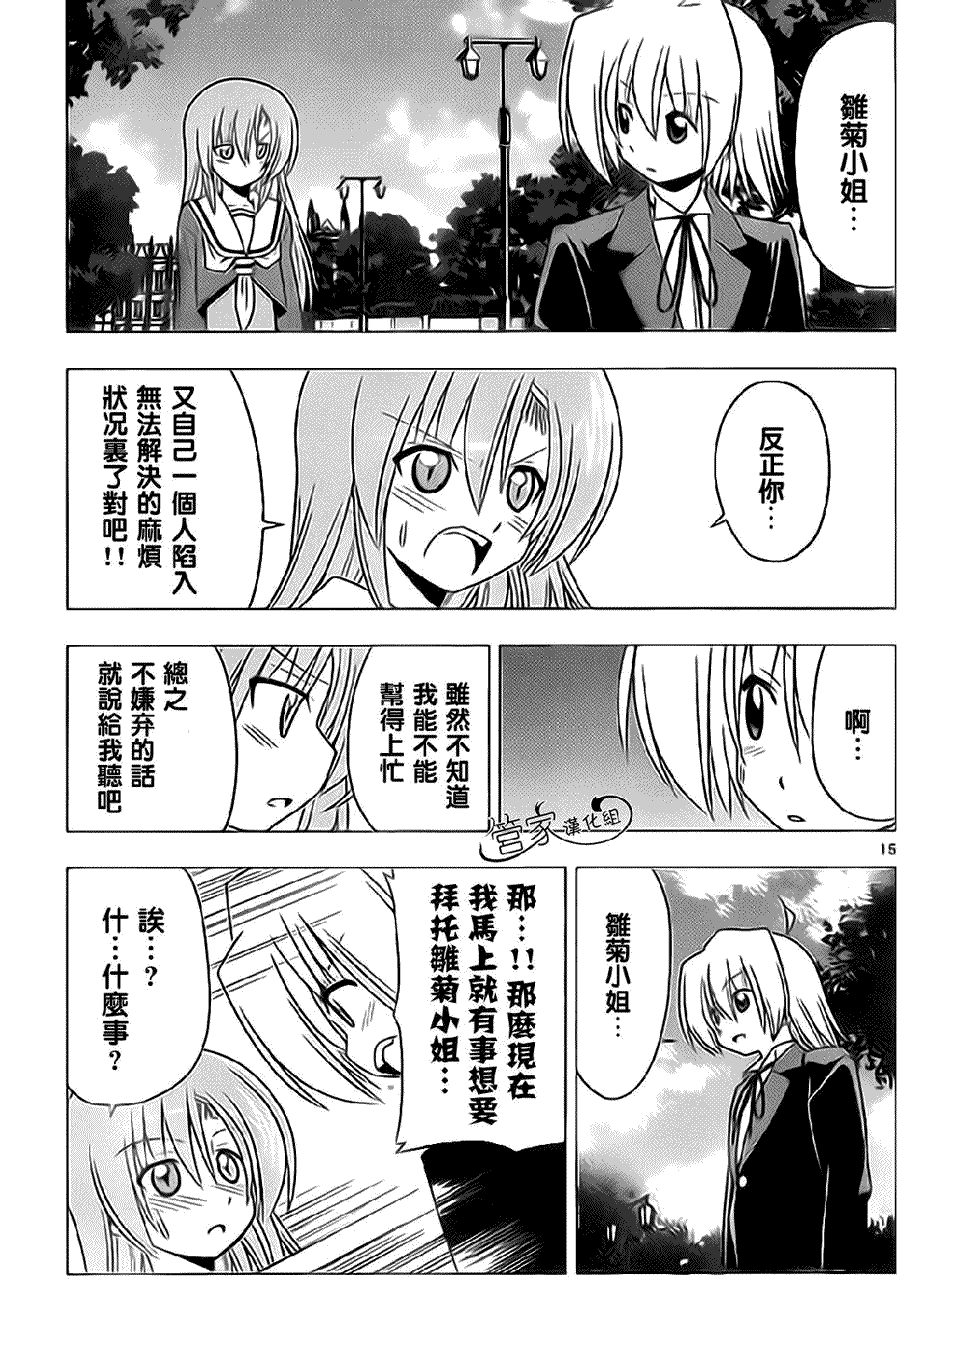 雛菊小姐…
反正你…
又自己一個人陷入
無法解決的麻煩
狀況裏了對吧!!
啊…
雖然不知道
我能不能
幫得上忙
總之
不嫌弃的話
就說給我聽吧
管家漢化組
15
雛菊小姐…
那…!!那麼現在
我馬上就有事想要
拜托雛菊小姐…
誒…?
什…什麼事?